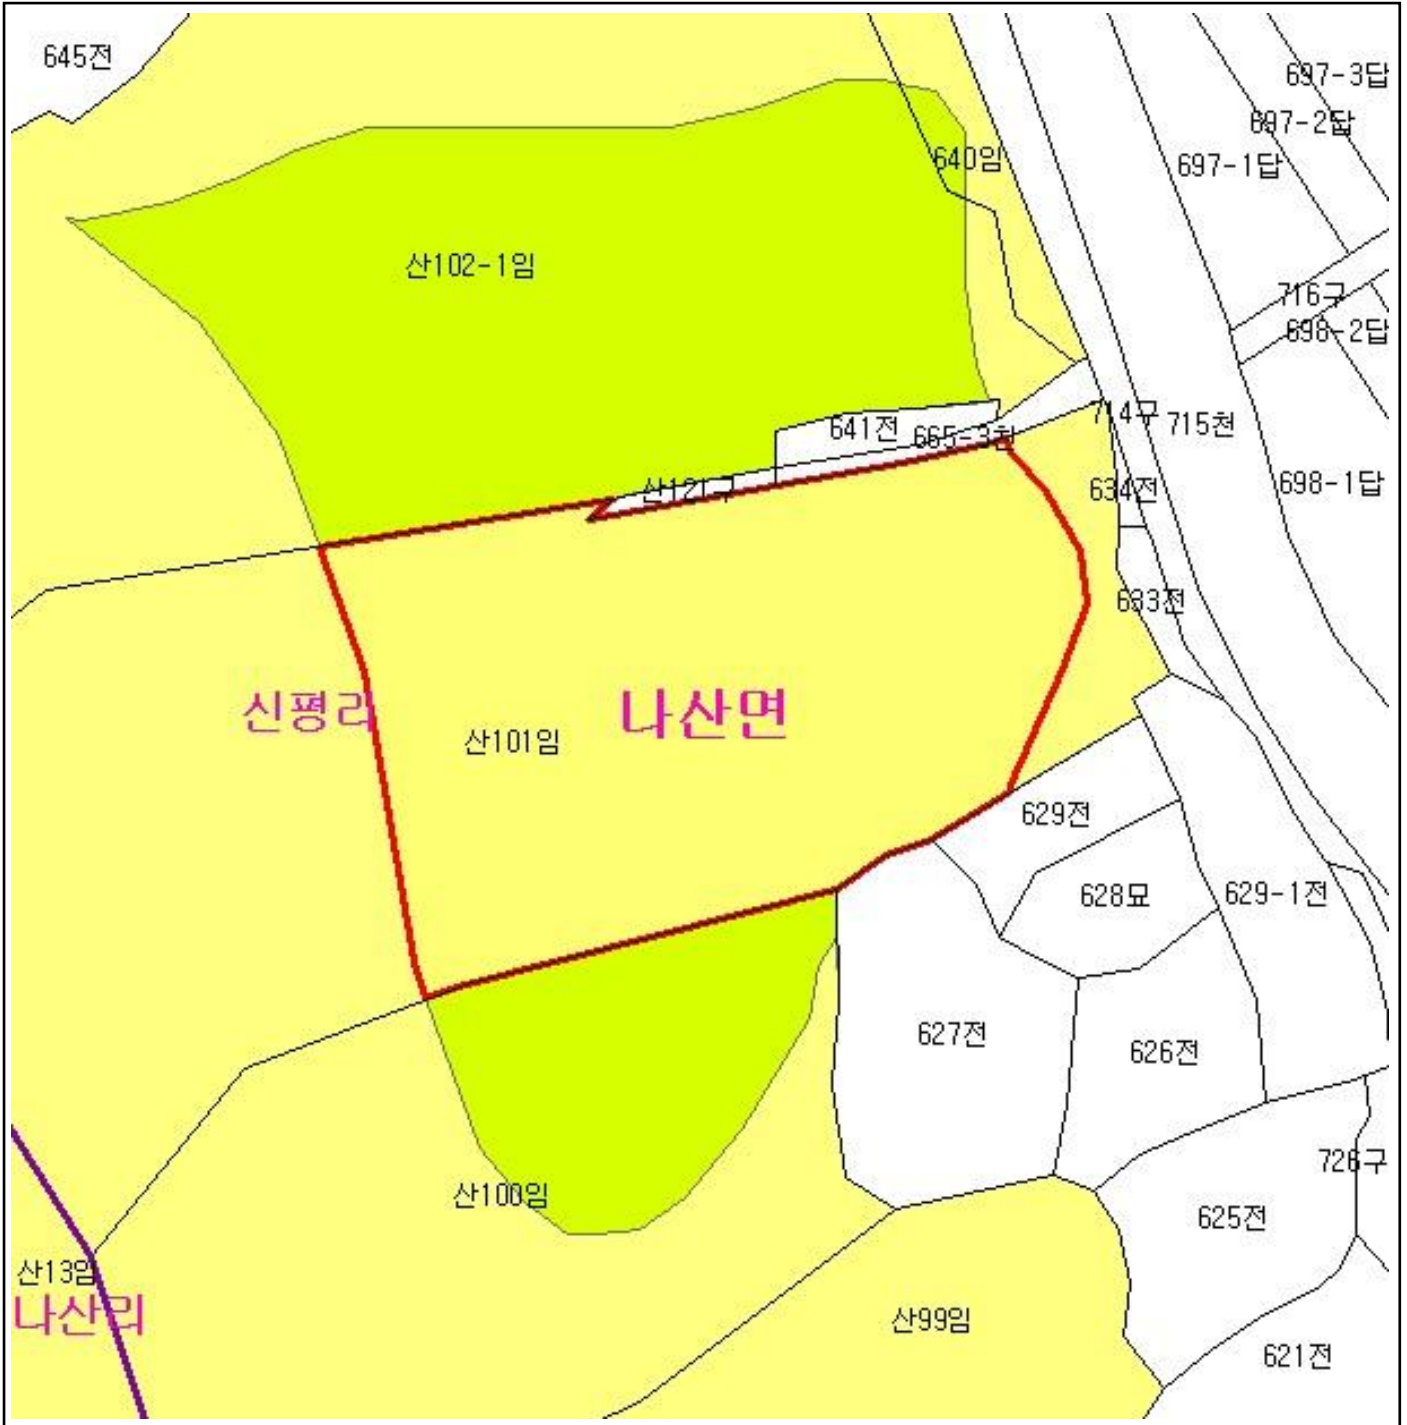 645전
697-3답
697-2답
640임
697-1답
산102-1임
716구
698-2답
714구
715천
641전
665-3천
698-1답
산121구
634전
633전
신평리
나산면
산101임
629전
628묘
629-1전
627전
626전
726구
산100임
625전
산13임
나산리
산99임
621전